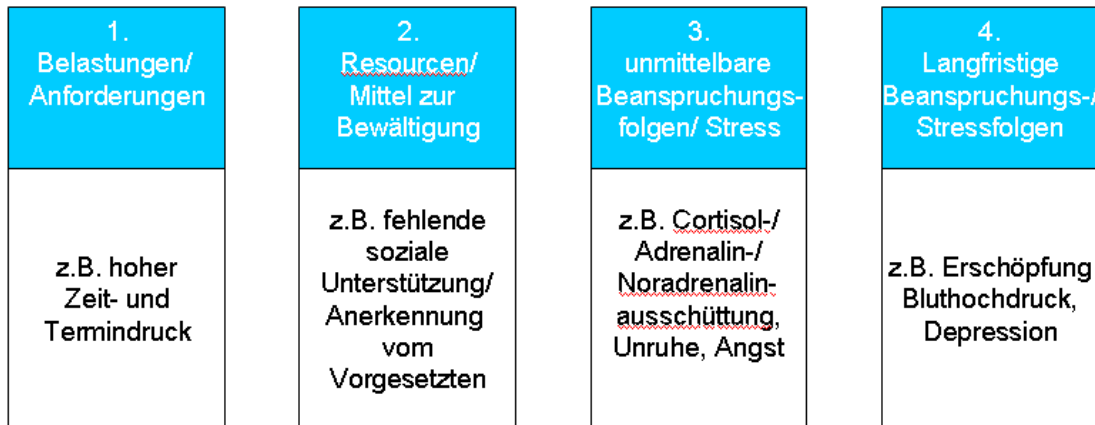 1.
Belastungen/
Anforderungen
z.B. hoher
Zeit- und
Termindruck
2.
Resourcen/
Mittel zur
Bewältigung
z.B. fehlende
soziale
Unterstützung/
Anerkennung
vom
Vorgesetzten
3.
unmittelbare
Beanspruchungs-
folgen/ Stress
z.B. Cortisol-/
Adrenalin-/
Noradrenalin-
ausschüttung,
Unruhe, Angst
4.
Langfristige
Beanspruchungs-/
Stressfolgen
z.B. Erschöpfung
Bluthochdruck,
Depression